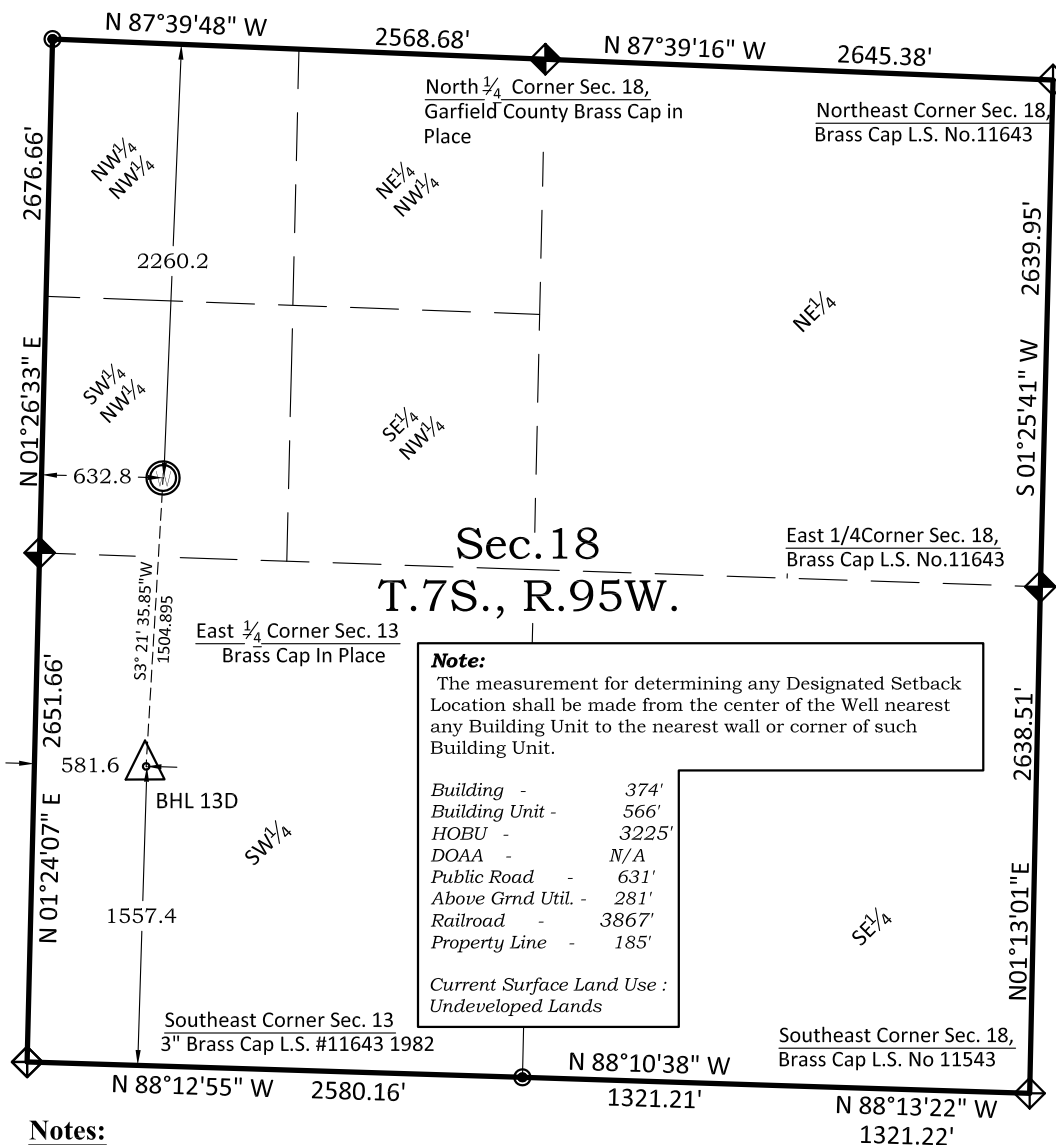 N 87°39'48" W
2568.68'
N 87°39'16" W
2645.38'
North 1/4 Corner Sec. 18,
Garfield County Brass Cap in
Place
Northeast Corner Sec. 18,
Brass Cap L.S. No.11643
2676.66'
NW1/4
NW1/4
NE1/4
NW1/4
2639.95'
2260.2
NE1/4
N 01°26'33" E
SW1/4
NW1/4
SE1/4
NW1/4
S 01°25'41" W
632.8
Sec.18
T.7S., R.95W.
East 1/4Corner Sec. 18,
Brass Cap L.S. No.11643
S3° 21' 35.85"W
1504.895
East 1/4 Corner Sec. 13
Brass Cap In Place
2651.66'
581.6
BHL 13D
N 01°24'07" E
SW1/4
1557.4
Note:
The measurement for determining any Designated Setback
Location shall be made from the center of the Well nearest
any Building Unit to the nearest wall or corner of such
Building Unit.
Building - 374'
Building Unit - 566'
HOBU - 3225'
DOAA - N/A
Public Road - 631'
Above Grnd Util. - 281'
Railroad - 3867'
Property Line - 185'
Current Surface Land Use :
Undeveloped Lands
2638.51'
SE1/4
N01°13'01"E
Southeast Corner Sec. 13
3" Brass Cap L.S. #11643 1982
Southeast Corner Sec. 18,
Brass Cap L.S. No 11543
N 88°12'55" W
2580.16'
N 88°10'38" W
1321.21'
N 88°13'22" W
1321.22'
Notes: